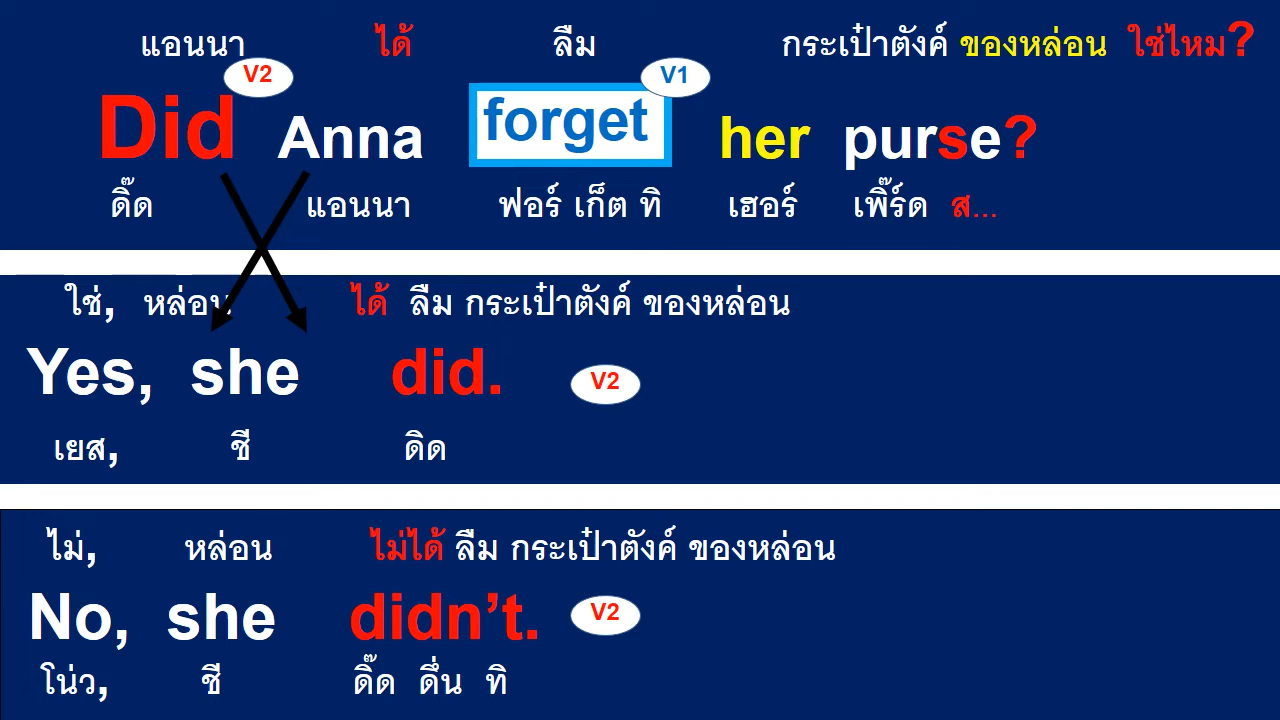 แอนนา ได้ ลืม กระเป๋าตังค์ ของหล่อน ใช่ไหม?
V2 V1
Did Anna forget her purse?
ดิ๊ด แอนนา ฟอร์ เก็ต ทิ เฮอร์ เพิ๊ร์ด ส...
ใช่, หล่อน ได้ ลืม กระเป๋าตังค์ ของหล่อน
Yes, she did. V2
เยส, ชี ดิด
ไม่, หล่อน ไม่ได้ ลืม กระเป๋าตังค์ ของหล่อน
No, she didn’t. V2
โน่ว, ชี ดิ๊ด ดึ่น ทิ